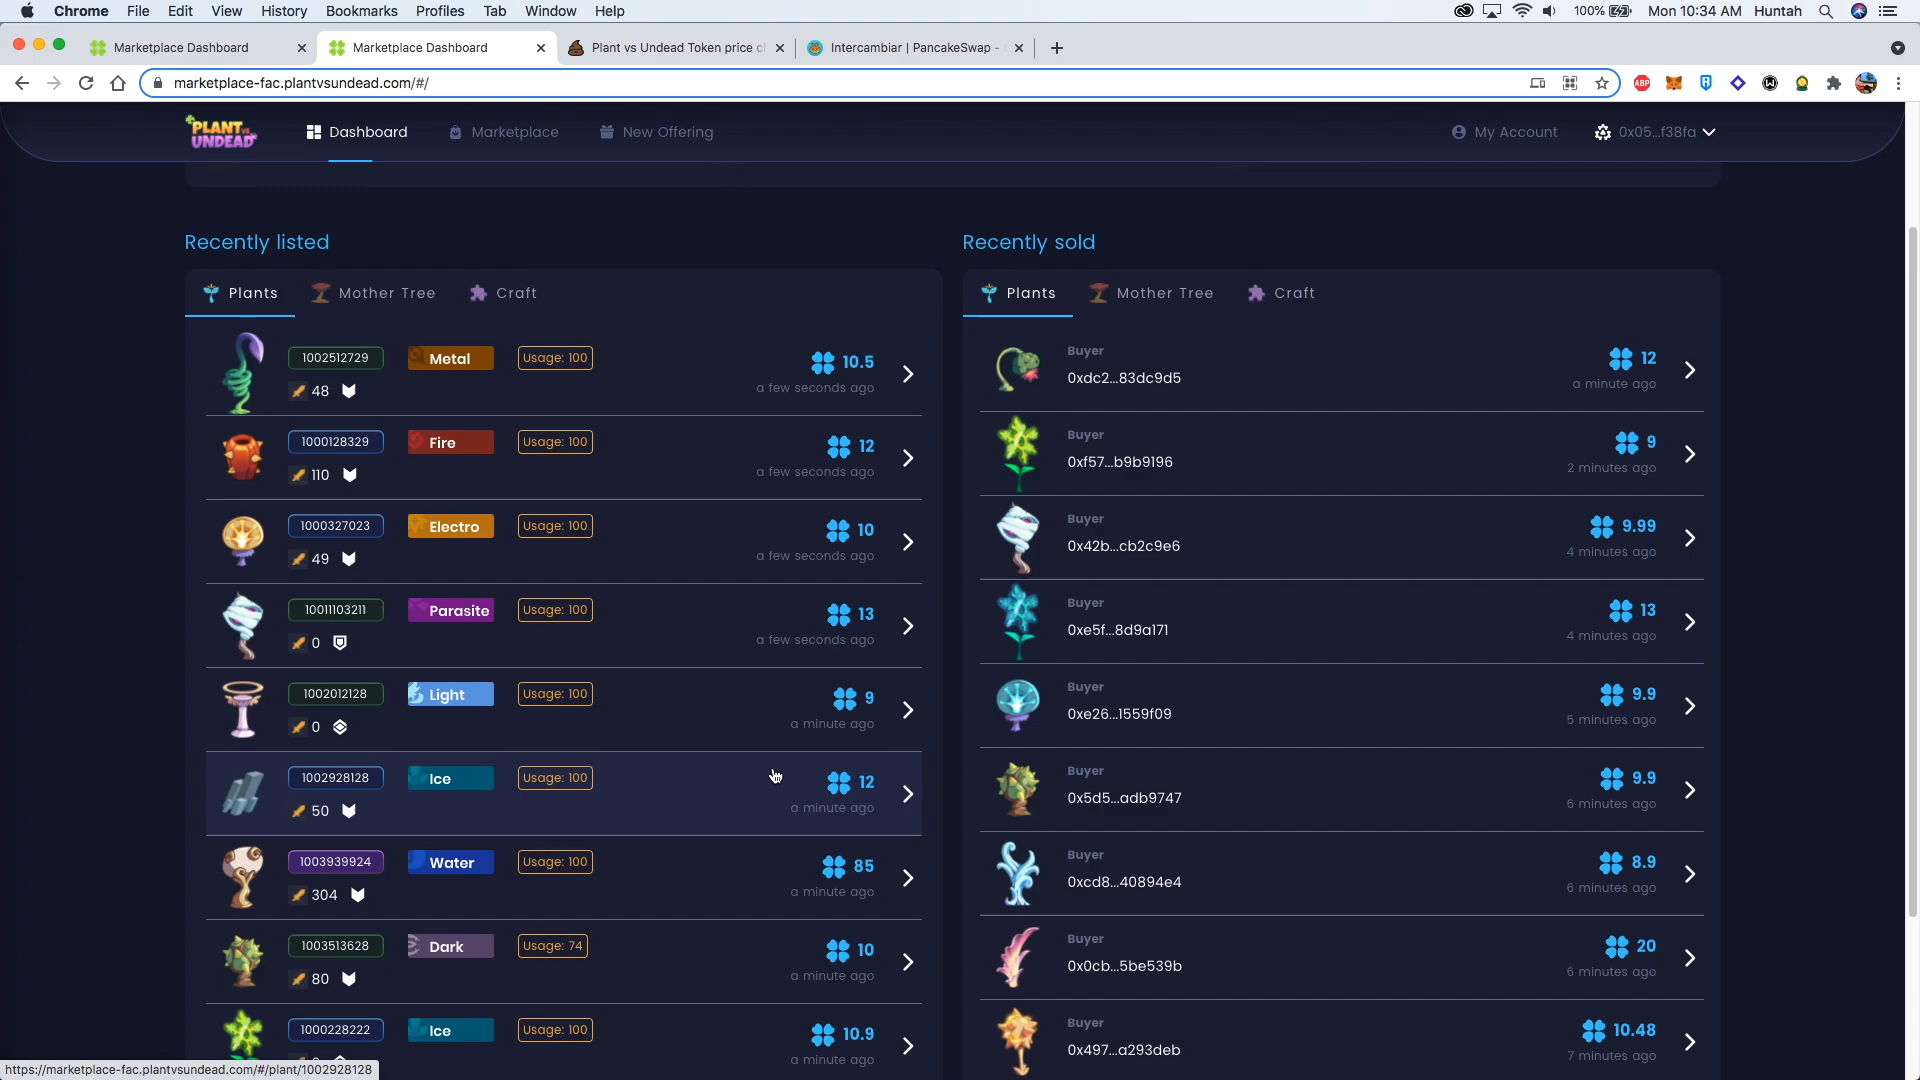 Chrome File Edit View History Bookmarks Profiles Tab Window Help 100% Mon 10:34 AM Huntah
Marketplace Dashboard Marketplace Dashboard Plant vs Undead Token price c Intercambiar | PancakeSwap -
marketplace-fac.plantvsundead.com/#/ ABP
PLANT VS UNDEAD Dashboard Marketplace New Offering My Account 0x05...f38fa
Recently listed
Plants Mother Tree Craft
1002512729 Metal Usage: 100 10.5
48 a few seconds ago
1000128329 Fire Usage: 100 12
110 a few seconds ago
1000327023 Electro Usage: 100 10
49 a few seconds ago
10011103211 Parasite Usage: 100 13
0 a few seconds ago
1002012128 Light Usage: 100 9
0 a minute ago
1002928128 Ice Usage: 100 12
50 a minute ago
1003939924 Water Usage: 100 85
304 a minute ago
1003513628 Dark Usage: 74 10
80 a minute ago
1000228222 Ice Usage: 100 10.9
a minute ago
Recently sold
Plants Mother Tree Craft
Buyer 12
0xdc2...83dc9d5 a minute ago
Buyer 9
0xf57...b9b9196 2 minutes ago
Buyer 9.99
0x42b...cb2c9e6 4 minutes ago
Buyer 13
0xe5f...8d9a171 4 minutes ago
Buyer 9.9
0xe26...1559f09 5 minutes ago
Buyer 9.9
0x5d5...adb9747 6 minutes ago
Buyer 8.9
0xcd8...40894e4 6 minutes ago
Buyer 20
0x0cb...5be539b 6 minutes ago
Buyer 10.48
0x497...a293deb 7 minutes ago
https://marketplace-fac.plantvsundead.com/#/plant/1002928128